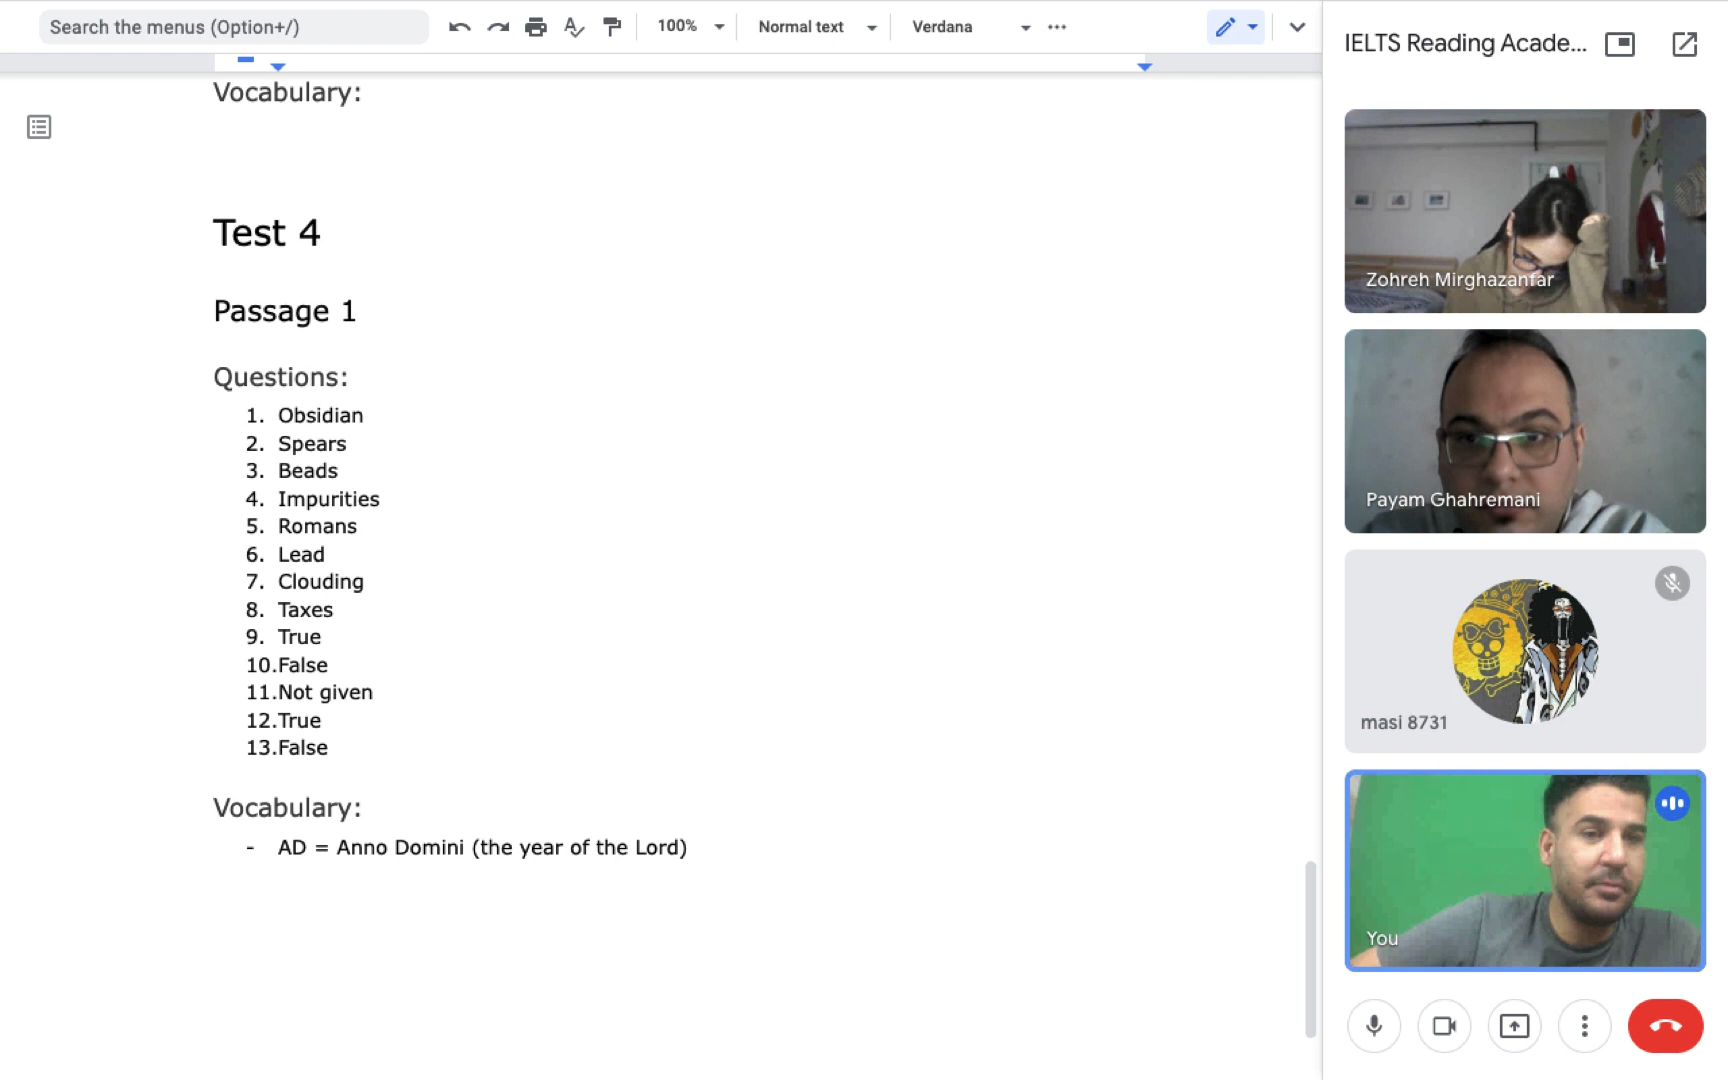 Search the menus (Option+/)
100%
Normal text
Verdana
IELTS Reading Acade...
Vocabulary:
Test 4
Passage 1
Questions:
1. Obsidian
2. Spears
3. Beads
4. Impurities
5. Romans
6. Lead
7. Clouding
8. Taxes
9. True
10.False
11.Not given
12.True
13.False
Vocabulary:
- AD = Anno Domini (the year of the Lord)
Zohreh Mirghazanfar
Payam Ghahremani
masi 8731
You